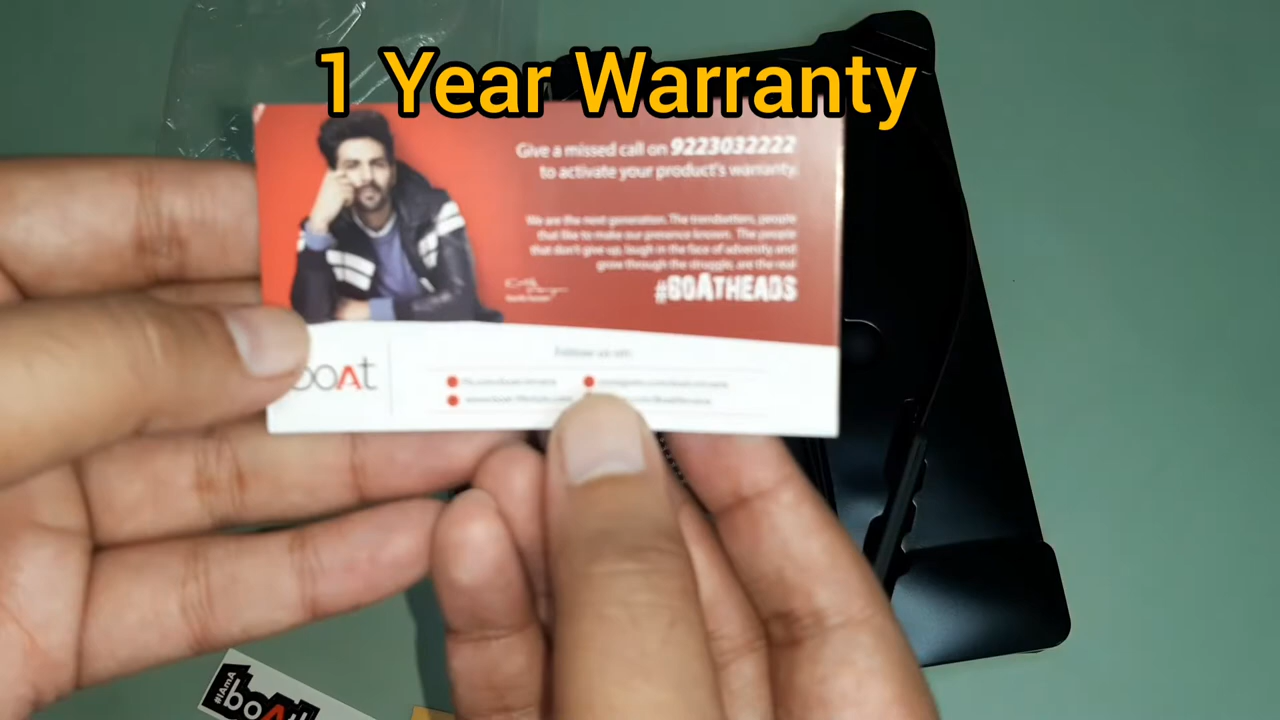 1 Year Warranty
Give a missed call on 9223032222
to activate your product's warranty.
We are the next generation. The trendsetters, people
that like to make our presence known. The people
that don't give up, laugh in the face of adversity and
grow through the struggle, are the real
#BOATHEADS
boAt
Follow us on:
#IAmA
boAt